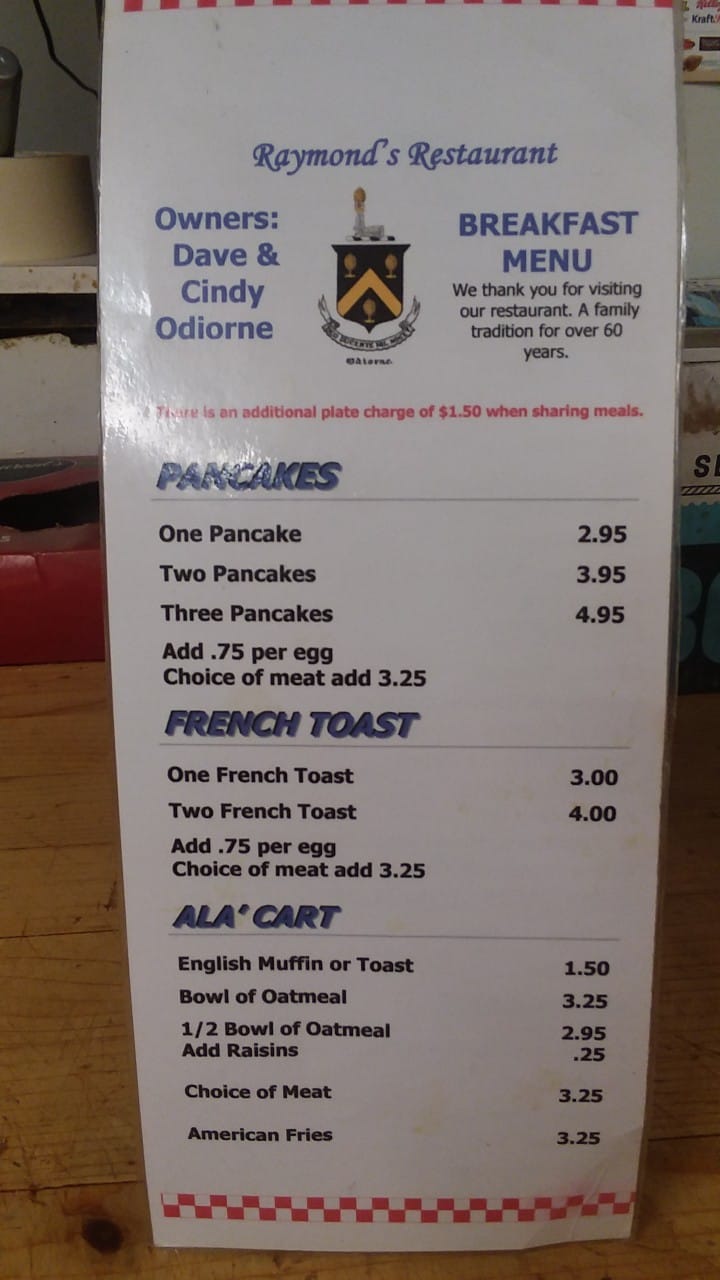 Kraft
Raymond's Restaurant
Owners:
Dave &
Cindy
Odiorne
BREAKFAST
MENU
We thank you for visiting
our restaurant. A family
tradition for over 60
years.
Odiorne.
There is an additional plate charge of $1.50 when sharing meals.
PANCAKES
One Pancake 2.95
Two Pancakes 3.95
Three Pancakes 4.95
Add .75 per egg
Choice of meat add 3.25
FRENCH TOAST
One French Toast 3.00
Two French Toast 4.00
Add .75 per egg
Choice of meat add 3.25
ALA' CART
English Muffin or Toast 1.50
Bowl of Oatmeal 3.25
1/2 Bowl of Oatmeal 2.95
Add Raisins .25
Choice of Meat 3.25
American Fries 3.25